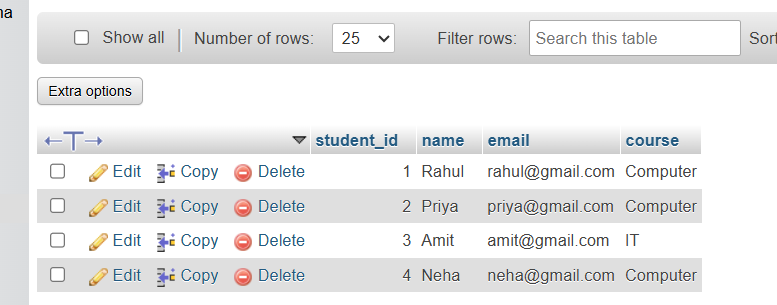 na
Show all Number of rows: 25 Filter rows: Search this table Sort
Extra options
student_id name email course
Edit Copy Delete 1 Rahul rahul@gmail.com Computer
Edit Copy Delete 2 Priya priya@gmail.com Computer
Edit Copy Delete 3 Amit amit@gmail.com IT
Edit Copy Delete 4 Neha neha@gmail.com Computer